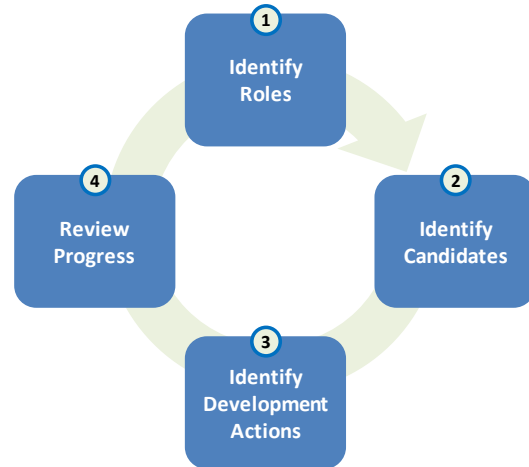 1
Identify
Roles
2
Identify
Candidates
3
Identify
Development
Actions
4
Review
Progress